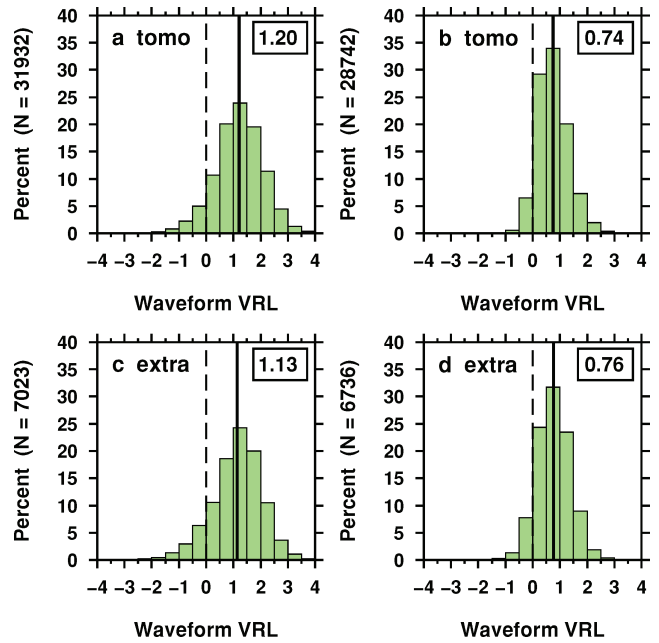 40
35
30
25
20
15
10
5
0
Percent (N = 31932)
a tomo
1.20
−4 −3 −2 −1 0 1 2 3 4
Waveform VRL
40
35
30
25
20
15
10
5
0
Percent (N = 28742)
b tomo
0.74
−4 −3 −2 −1 0 1 2 3 4
Waveform VRL
40
35
30
25
20
15
10
5
0
Percent (N = 7023)
c extra
1.13
−4 −3 −2 −1 0 1 2 3 4
Waveform VRL
40
35
30
25
20
15
10
5
0
Percent (N = 6736)
d extra
0.76
−4 −3 −2 −1 0 1 2 3 4
Waveform VRL